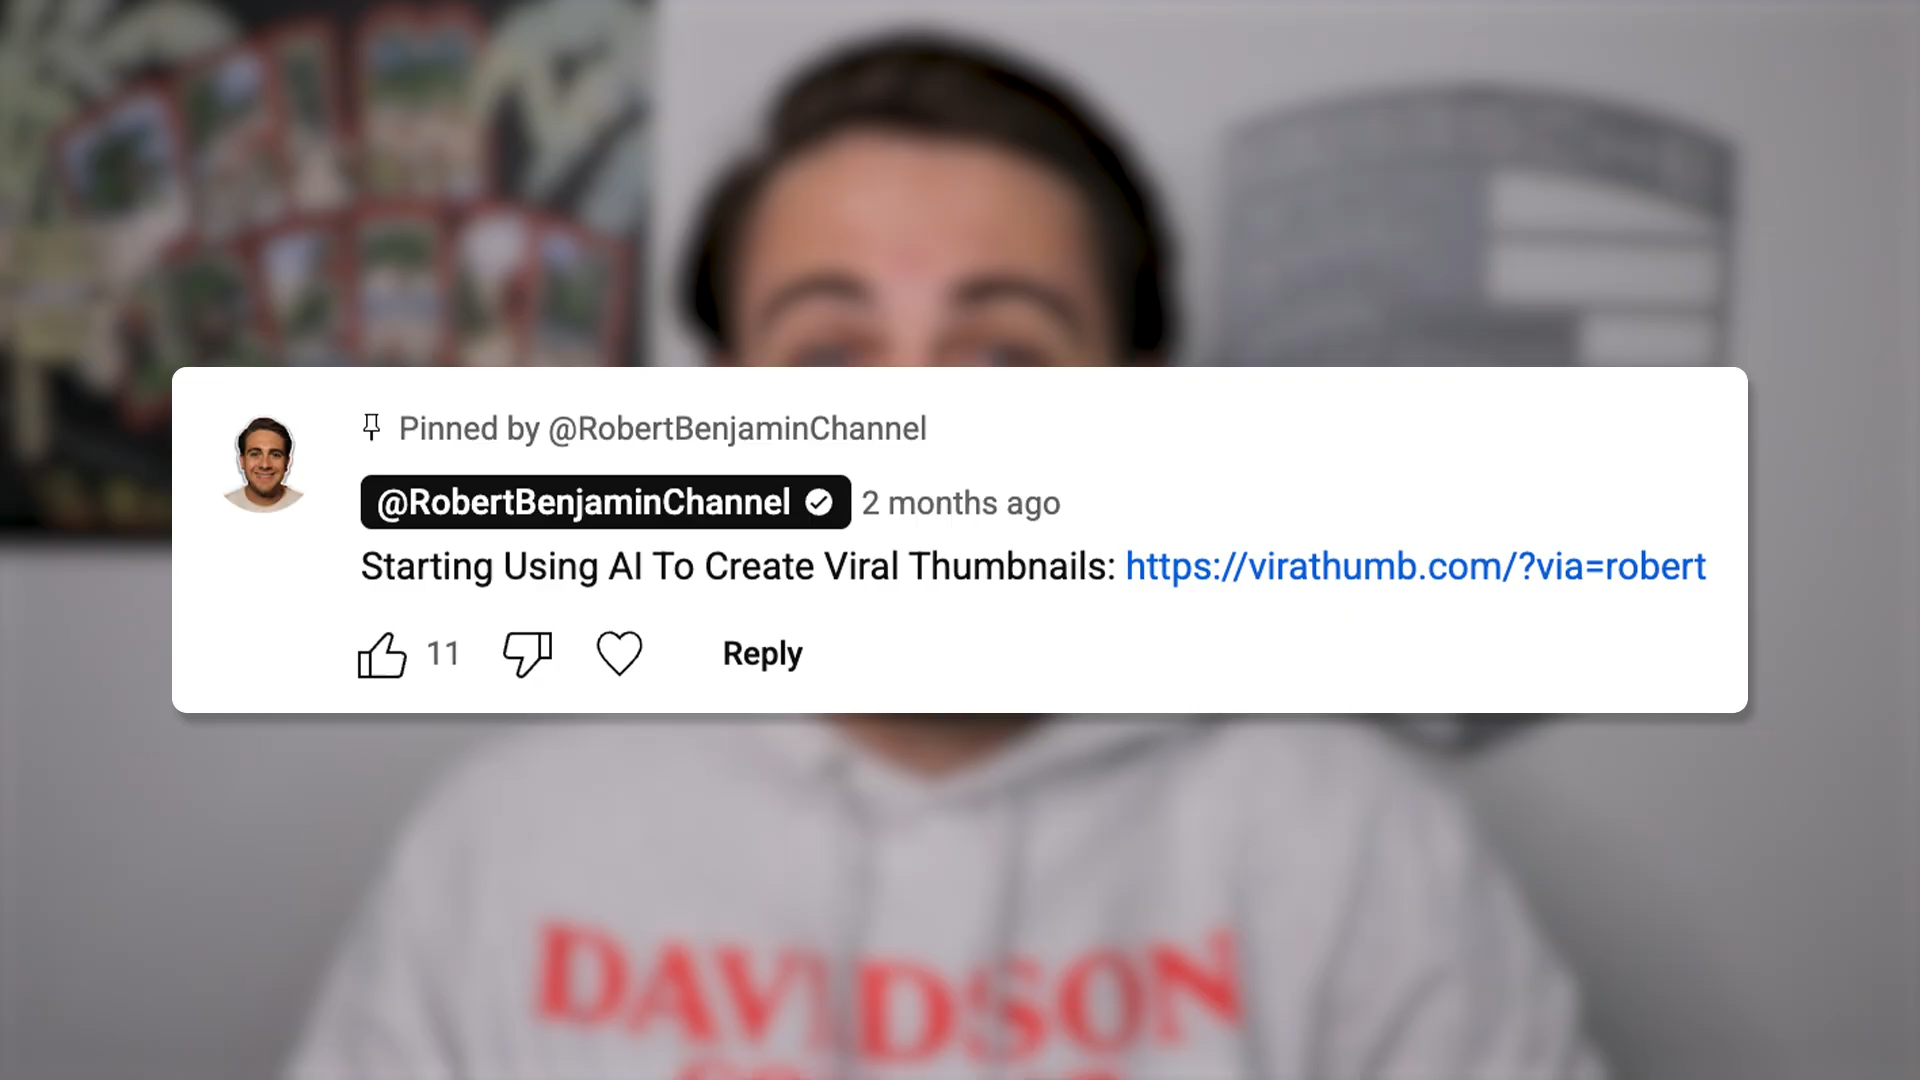 Pinned by @RobertBenjaminChannel
@RobertBenjaminChannel 2 months ago
Starting Using AI To Create Viral Thumbnails: https://virathumb.com/?via=robert
11 Reply
DAVIDSON